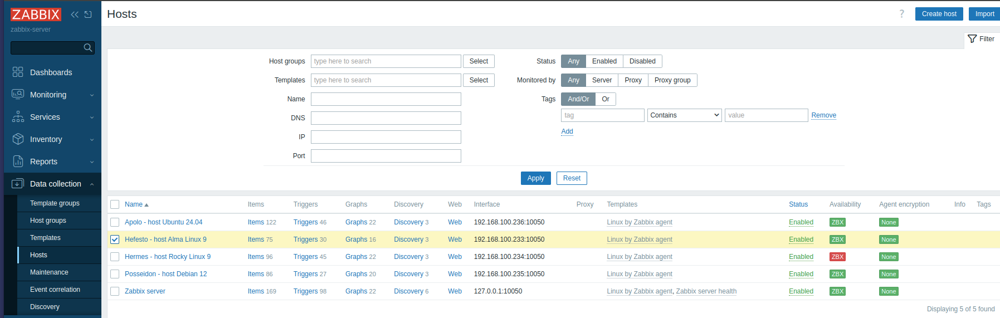 ZABBIX
zabbix-server
Dashboards
Monitoring
Services
Inventory
Reports
Data collection
Template groups
Host groups
Templates
Hosts
Maintenance
Event correlation
Discovery
Hosts
? Create host Import
Filter
Host groups type here to search Select
Templates type here to search Select
Name
DNS
IP
Port
Status Any Enabled Disabled
Monitored by Any Server Proxy Proxy group
Tags And/Or Or
tag Contains value Remove
Add
Apply Reset
Name Items Triggers Graphs Discovery Web Interface Proxy Templates Status Availability Agent encryption Info Tags
Apolo - host Ubuntu 24.04 Items 122 Triggers 46 Graphs 22 Discovery 3 Web 192.168.100.236:10050 Linux by Zabbix agent Enabled ZBX None
Hefesto - host Alma Linux 9 Items 75 Triggers 30 Graphs 16 Discovery 3 Web 192.168.100.233:10050 Linux by Zabbix agent Enabled ZBX None
Hermes - host Rocky Linux 9 Items 96 Triggers 45 Graphs 22 Discovery 3 Web 192.168.100.234:10050 Linux by Zabbix agent Enabled ZBX None
Posseidon - host Debian 12 Items 86 Triggers 27 Graphs 20 Discovery 3 Web 192.168.100.235:10050 Linux by Zabbix agent Enabled ZBX None
Zabbix server Items 169 Triggers 98 Graphs 22 Discovery 6 Web 127.0.0.1:10050 Linux by Zabbix agent, Zabbix server health Enabled ZBX None
Displaying 5 of 5 found